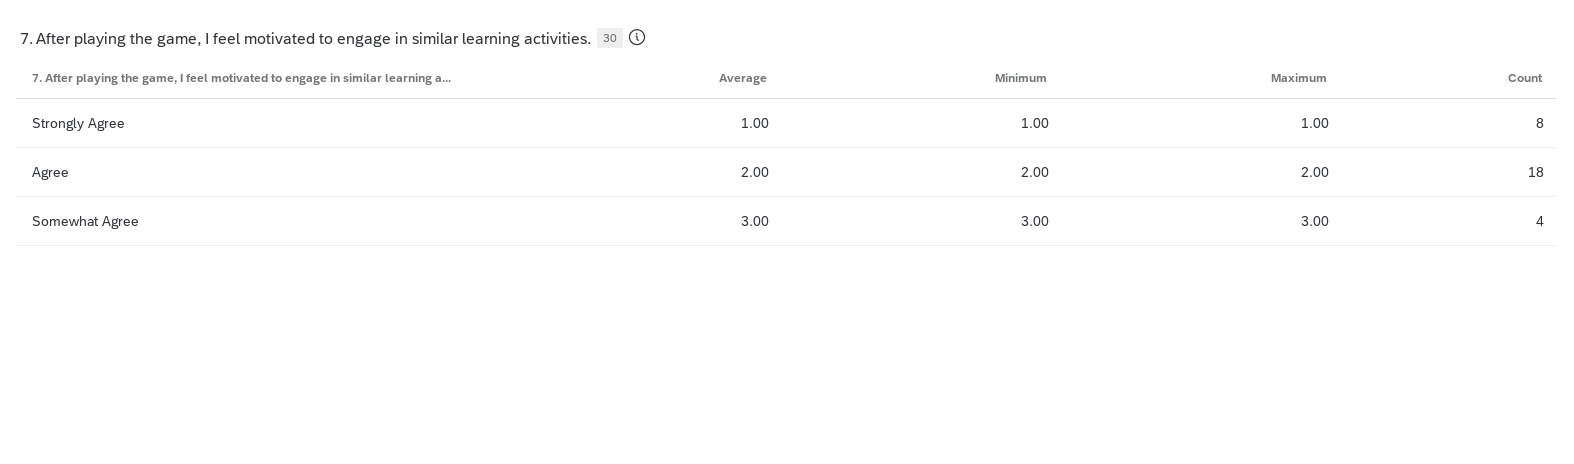 7. After playing the game, I feel motivated to engage in similar learning activities. 30
7. After playing the game, I feel motivated to engage in similar learning a... Average Minimum Maximum Count
Strongly Agree 1.00 1.00 1.00 8
Agree 2.00 2.00 2.00 18
Somewhat Agree 3.00 3.00 3.00 4